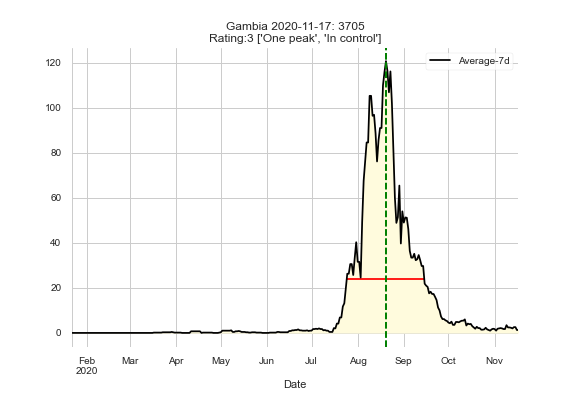 Gambia 2020-11-17: 3705
Rating:3 ['One peak', 'In control']
Average-7d
120
100
80
60
40
20
0
Feb Mar Apr May Jun Jul Aug Sep Oct Nov
2020
Date